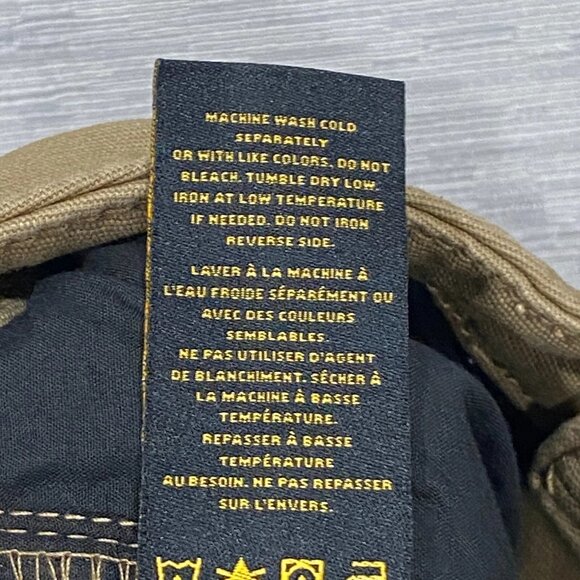 MACHINE WASH COLD
SEPARATELY
OR WITH LIKE COLORS. DO NOT
BLEACH. TUMBLE DRY LOW.
IRON AT LOW TEMPERATURE
IF NEEDED. DO NOT IRON
REVERSE SIDE.
LAVER À LA MACHINE À
L'EAU FROIDE SÉPARÉMENT OU
AVEC DES COULEURS
SEMBLABLES.
NE PAS UTILISER D'AGENT
DE BLANCHIMENT. SÉCHER À
LA MACHINE À BASSE
TEMPÉRATURE.
REPASSER À BASSE
TEMPÉRATURE
AU BESOIN. NE PAS REPASSER
SUR L'ENVERS.